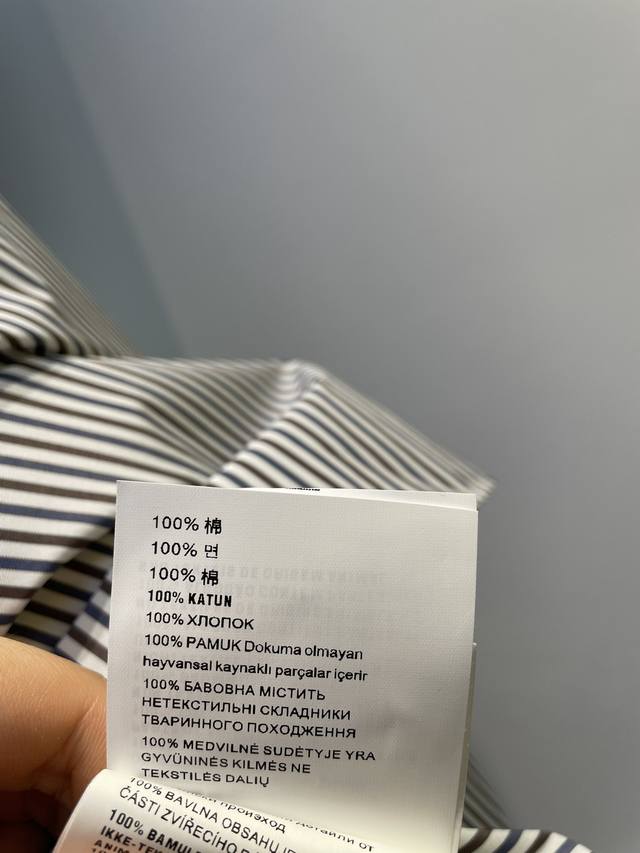 100% 棉
100% 면
100% 棉
100% KATUN
100% ХЛОПОК
100% PAMUK Dokuma olmayan
hayvansal kaynaklı parçalar içerir
100% БАВОВНА МІСТИТЬ
НЕТЕКСТИЛЬНІ СКЛАДНИКИ
ТВАРИННОГО ПОХОДЖЕННЯ
100% MEDVILNĖ SUDĖTYJE YRA
GYVŪNINĖS KILMĖS NE
TEKSTILĖS DALIŲ
произход
100% BAVLNA OBSAHUJE
ČÁSTI ZVÍŘECÍHO
100%